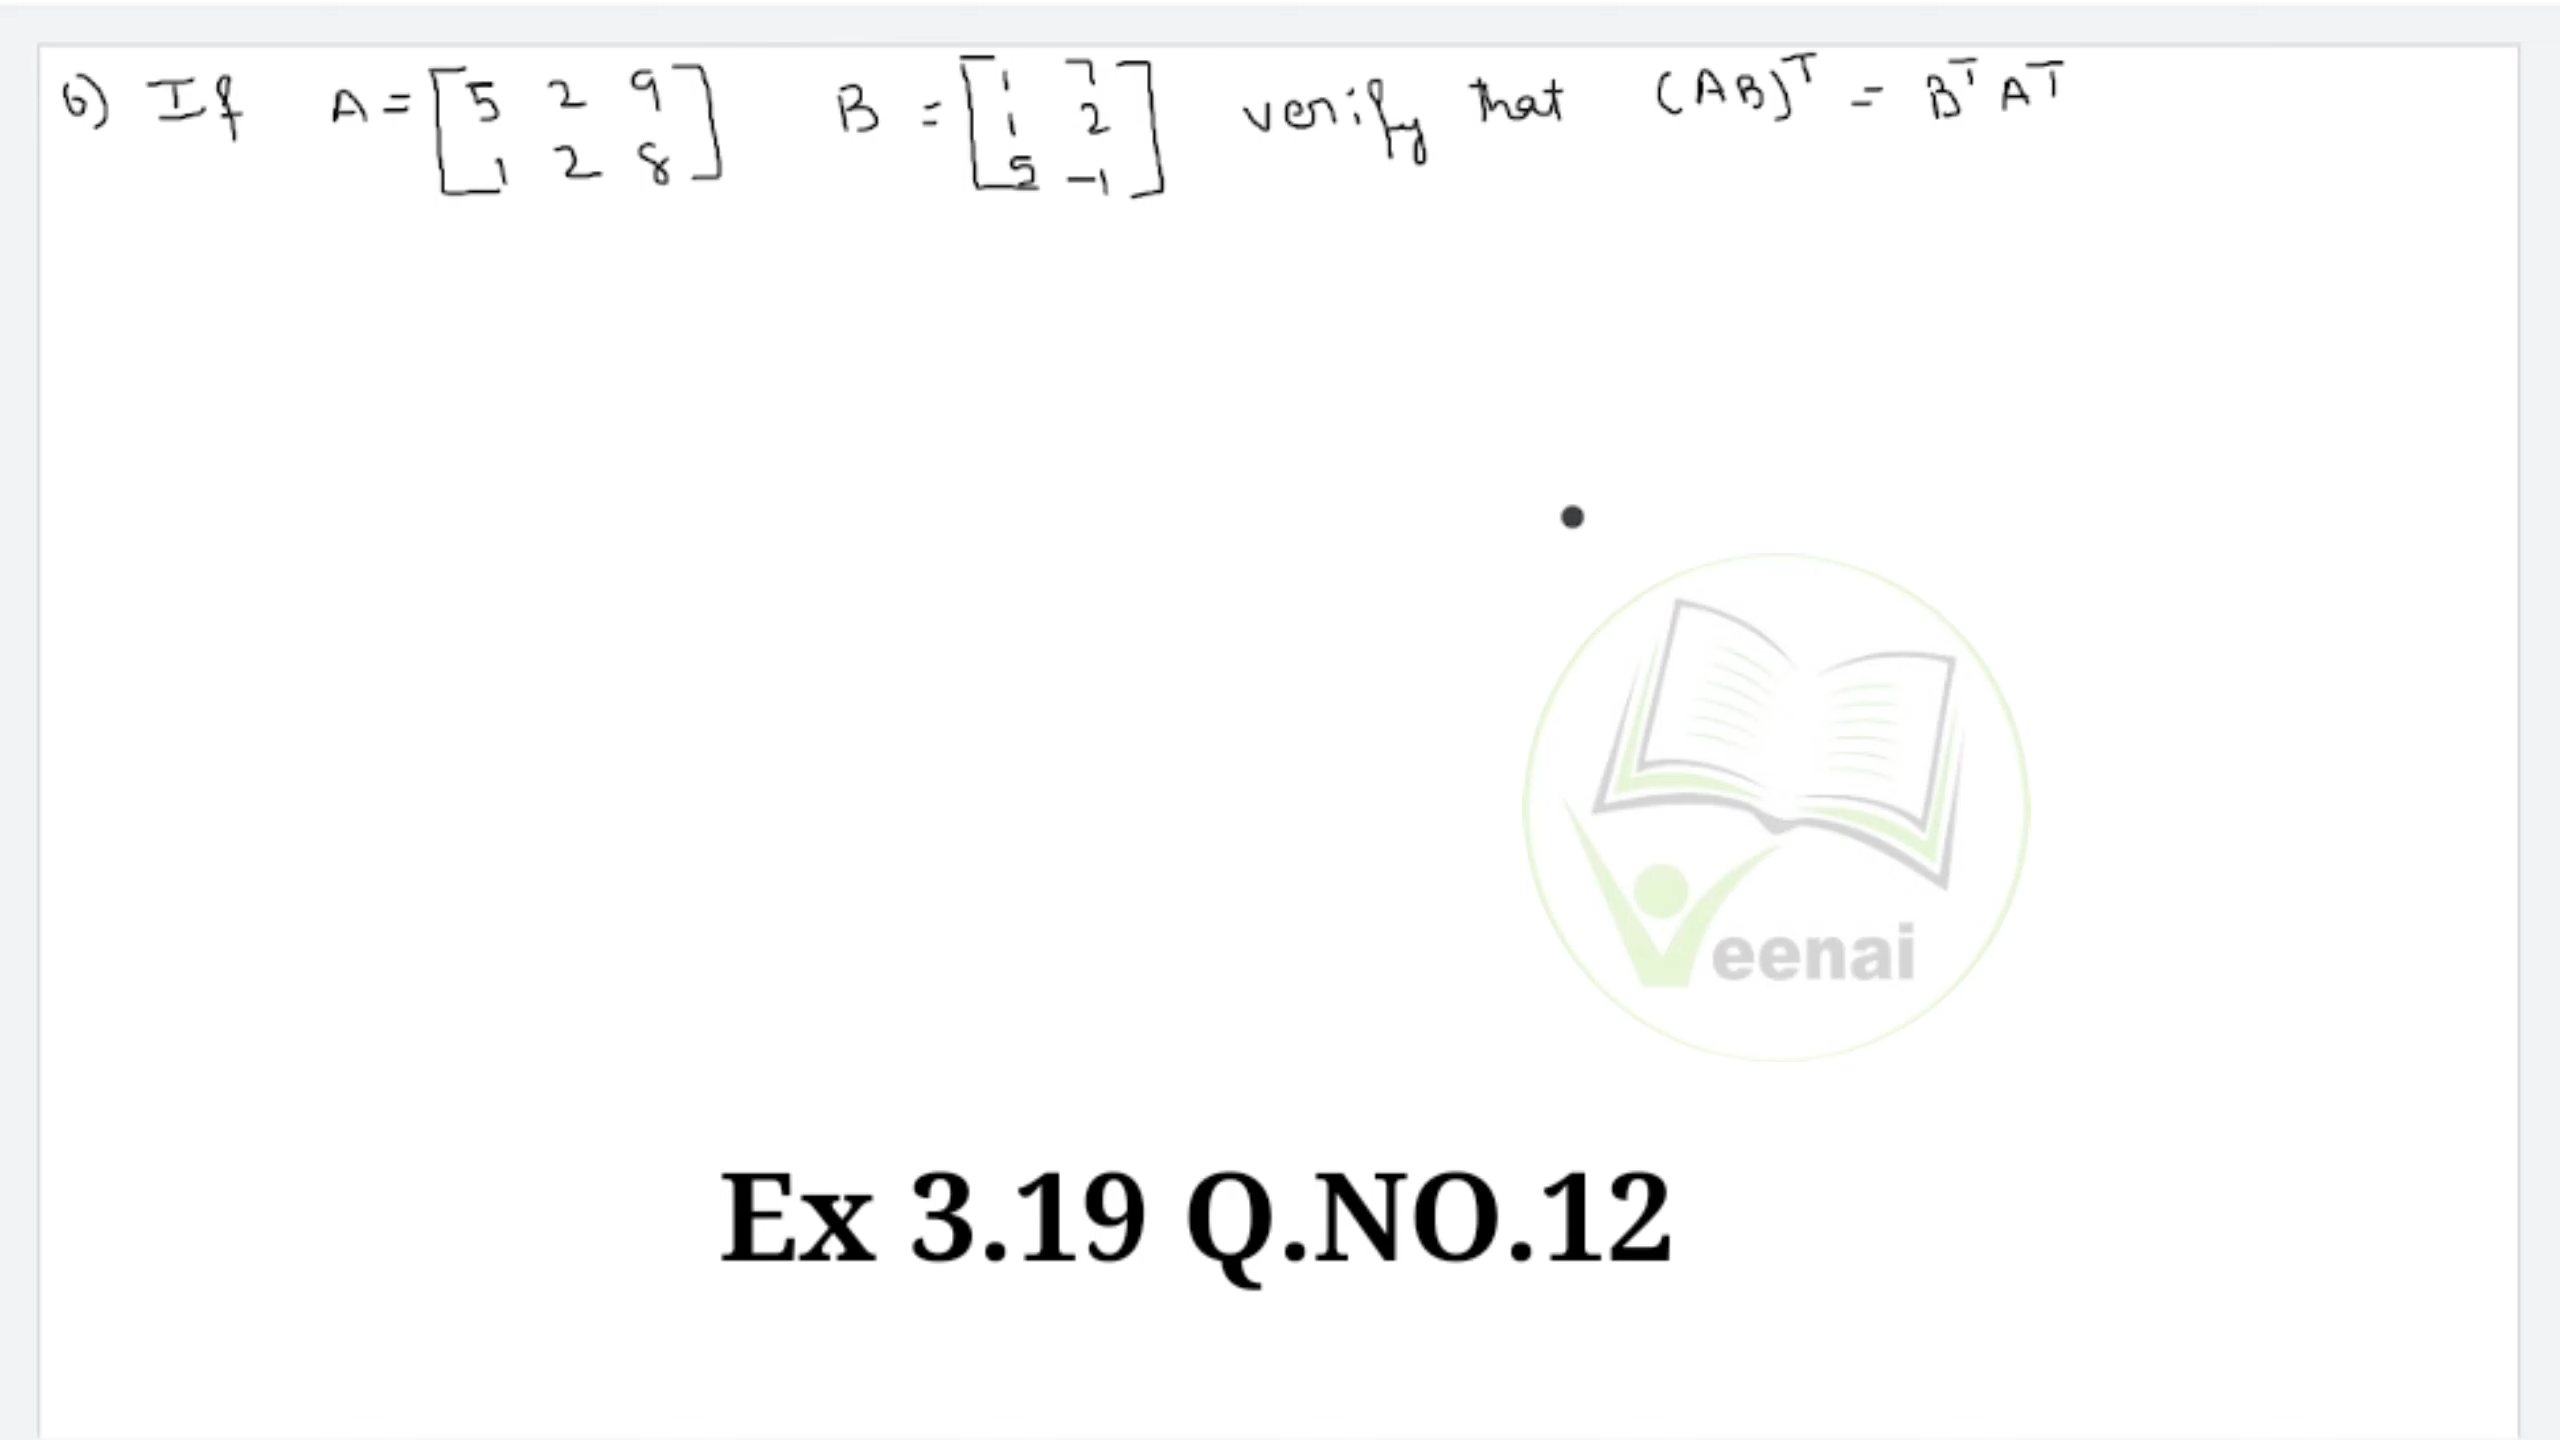 6) If A = [5 2 9 B = [1 7 verify that (AB)ᵀ = BᵀAᵀ
1 2 8] 1 2
5 -1]
Veenai
Ex 3.19 Q.NO.12